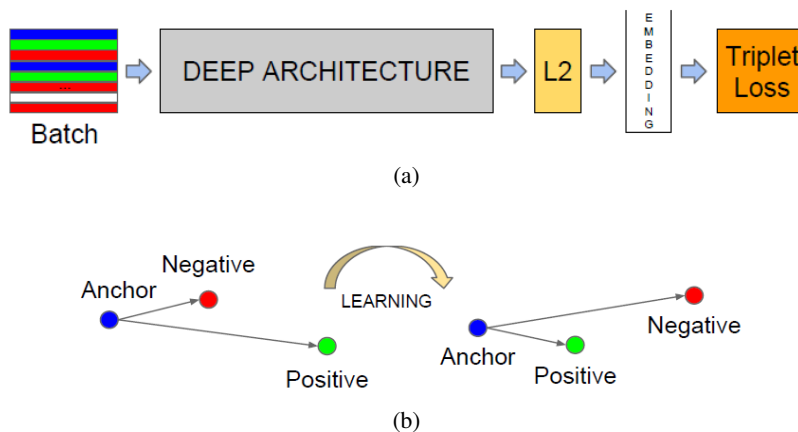 ...
Batch
DEEP ARCHITECTURE
L2
EMBEDDING
Triplet
Loss
(a)
Anchor
Negative
Positive
LEARNING
Anchor
Positive
Negative
(b)